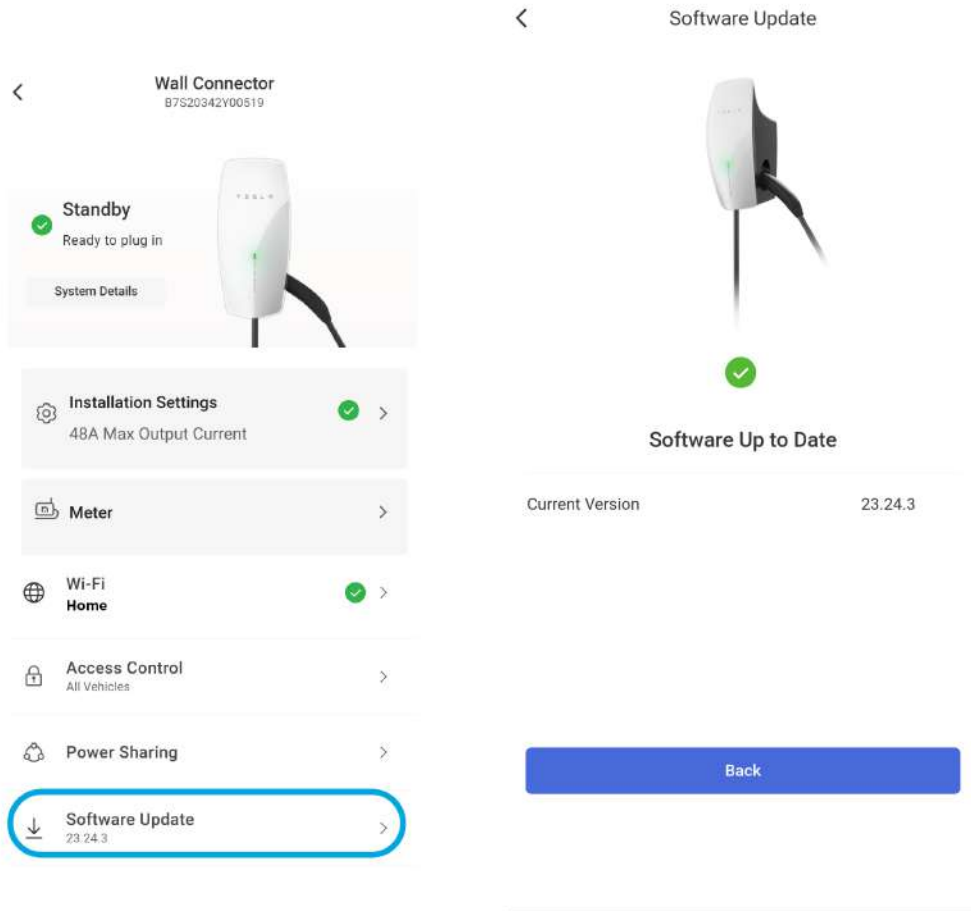 Wall Connector
B7S20342Y00519
Standby
Ready to plug in
System Details
TESLA
Installation Settings
48A Max Output Current
Meter
Wi-Fi
Home
Access Control
All Vehicles
Power Sharing
Software Update
23.24.3
Software Update
TESLA
Software Up to Date
Current Version 23.24.3
Back